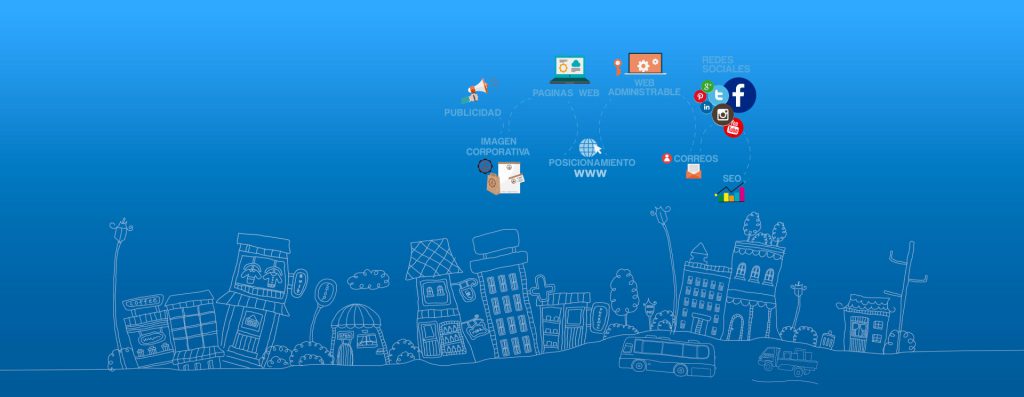 REDES
SOCIALES
PAGINAS WEB
WEB
ADMINISTRABLE
PUBLICIDAD
IMAGEN
CORPORATIVA
POSICIONAMIENTO
WWW
CORREOS
SEO